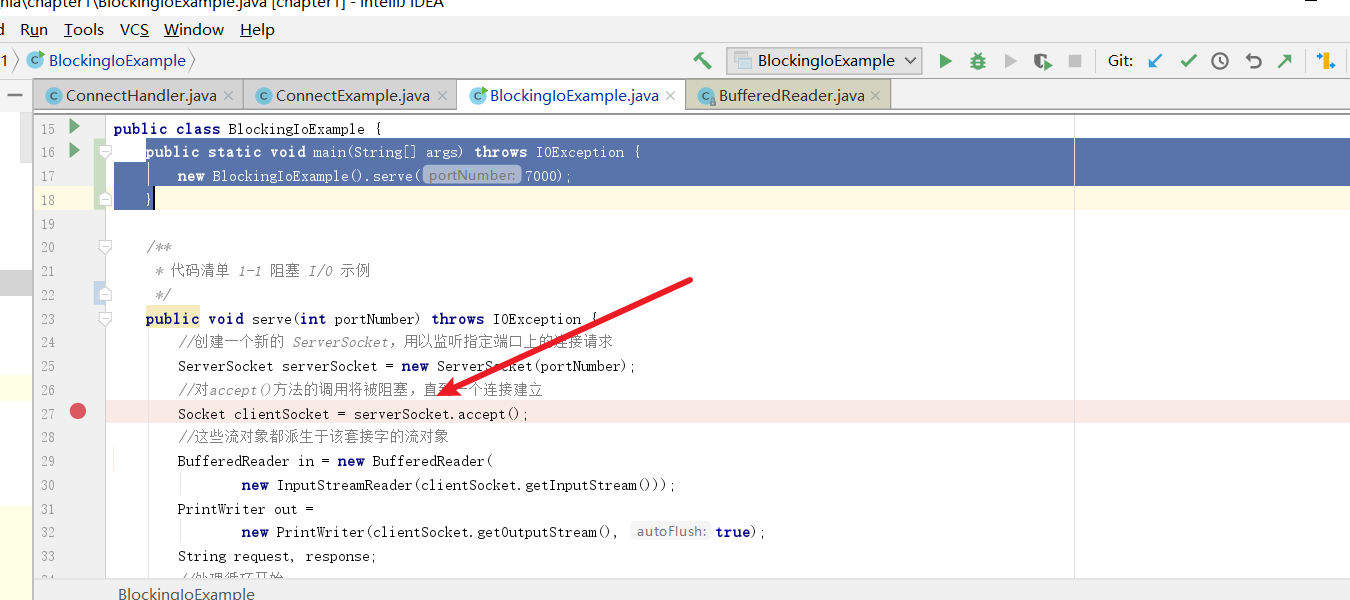 nia\chapter1\BlockingIoExample.java [chapter1] - IntelliJ IDEA
Run Tools VCS Window Help
1 BlockingIoExample BlockingIoExample Git:
ConnectHandler.java ConnectExample.java BlockingIoExample.java BufferedReader.java
15 public class BlockingIoExample {
16 public static void main(String[] args) throws IOException {
17 new BlockingIoExample().serve( portNumber: 7000);
18 }
19
20 /**
21 * 代码清单 1-1 阻塞 I/O 示例
22 */
23 public void serve(int portNumber) throws IOException {
24 //创建一个新的 ServerSocket，用以监听指定端口上的连接请求
25 ServerSocket serverSocket = new ServerSocket(portNumber);
26 //对accept()方法的调用将被阻塞，直到一个连接建立
27 Socket clientSocket = serverSocket.accept();
28 //这些流对象都派生于该套接字的流对象
29 BufferedReader in = new BufferedReader(
30 new InputStreamReader(clientSocket.getInputStream()));
31 PrintWriter out =
32 new PrintWriter(clientSocket.getOutputStream(), autoFlush: true);
33 String request, response;
//处理循环开始
BlockingIoExample